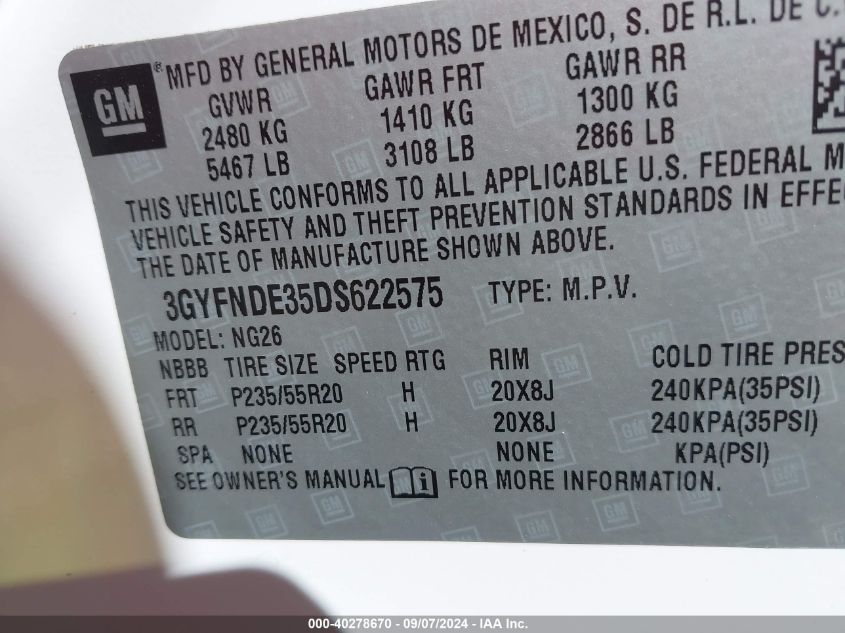 GM
® MFD BY GENERAL MOTORS DE MEXICO, S. DE R.L. DE C.
GVWR GAWR FRT GAWR RR
2480 KG 1410 KG 1300 KG
5467 LB 3108 LB 2866 LB
THIS VEHICLE CONFORMS TO ALL APPLICABLE U.S. FEDERAL M
VEHICLE SAFETY AND THEFT PREVENTION STANDARDS IN EFFE
THE DATE OF MANUFACTURE SHOWN ABOVE.
3GYFNDE35DS622575 TYPE: M.P.V.
MODEL: NG26
NBBB TIRE SIZE SPEED RTG RIM COLD TIRE PRES
FRT P235/55R20 H 20X8J 240KPA(35PSI)
RR P235/55R20 H 20X8J 240KPA(35PSI)
SPA NONE NONE KPA(PSI)
SEE OWNER'S MANUAL i FOR MORE INFORMATION.
000-40278670 - 09/07/2024 - IAA Inc.